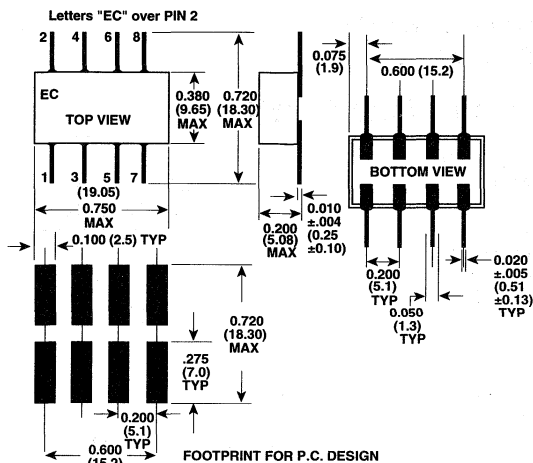 Letters "EC" over PIN 2
2 4 6 8
EC
TOP VIEW
1 3 5 7
0.380
(9.65)
MAX
0.720
(18.30)
MAX
(19.05)
0.750
MAX
0.200
(5.08)
MAX
0.010
±.004
(0.25
±0.10)
0.075
(1.9)
0.600 (15.2)
BOTTOM VIEW
0.200
(5.1)
TYP
0.050
(1.3)
TYP
0.020
±.005
(0.51
±0.13)
TYP
0.100 (2.5) TYP
0.720
(18.30)
MAX
.275
(7.0)
TYP
0.200
(5.1)
TYP
0.600
(15.2)
FOOTPRINT FOR P.C. DESIGN